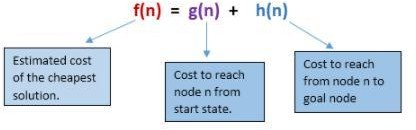 f(n) = g(n) + h(n)
Estimated cost
of the cheapest
solution.
Cost to reach
node n from
start state.
Cost to reach
from node n to
goal node